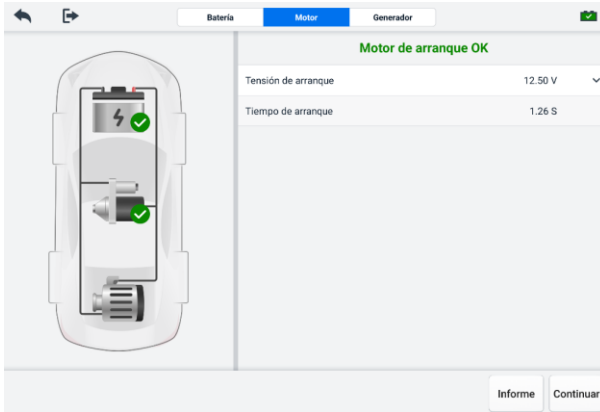 Batería Motor Generador
Motor de arranque OK
Tensión de arranque 12.50 V
Tiempo de arranque 1.26 S
Informe Continuar